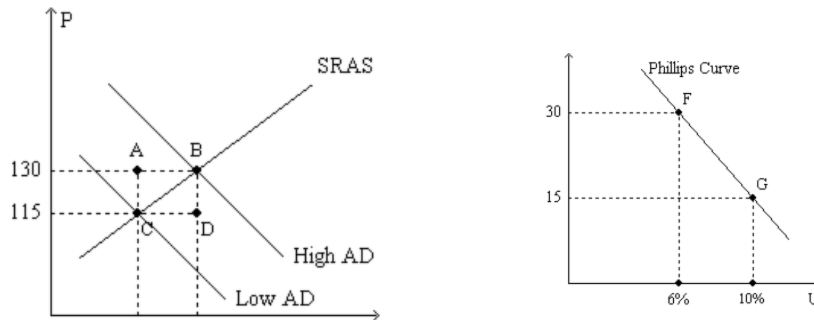 P
SRAS
A
B
130
115
C
D
High AD
Low AD
Phillips Curve
F
30
G
15
6%
10%
U